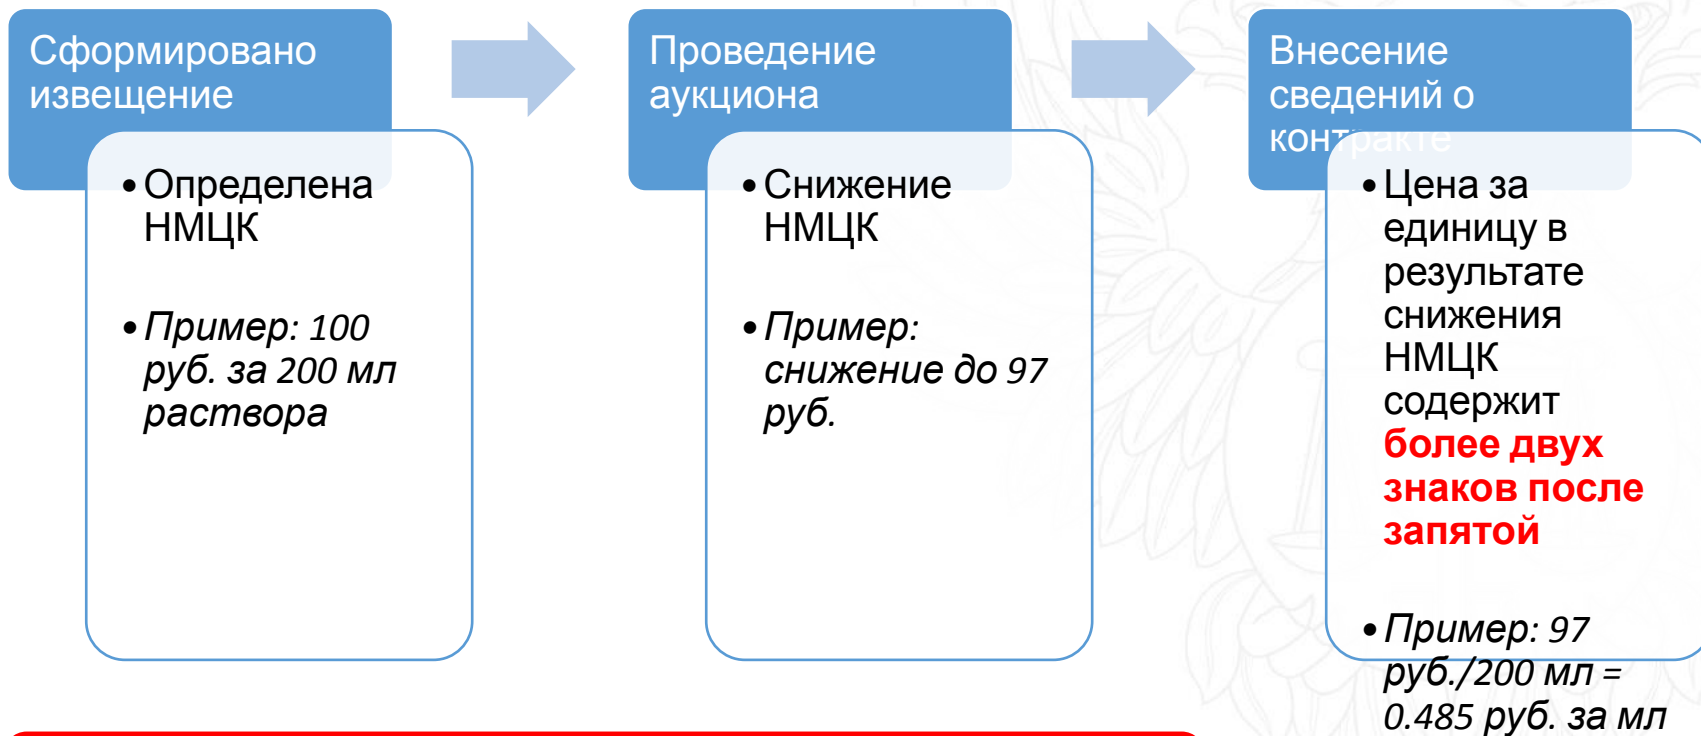 Сформировано
извещение
• Определена
НМЦК
• Пример: 100
руб. за 200 мл
раствора
Проведение
аукциона
• Снижение
НМЦК
• Пример:
снижение до 97
руб.
Внесение
сведений о
контракте
• Цена за
единицу в
результате
снижения
НМЦК
содержит
более двух
знаков после
запятой
• Пример: 97
руб./200 мл =
0.485 руб. за мл